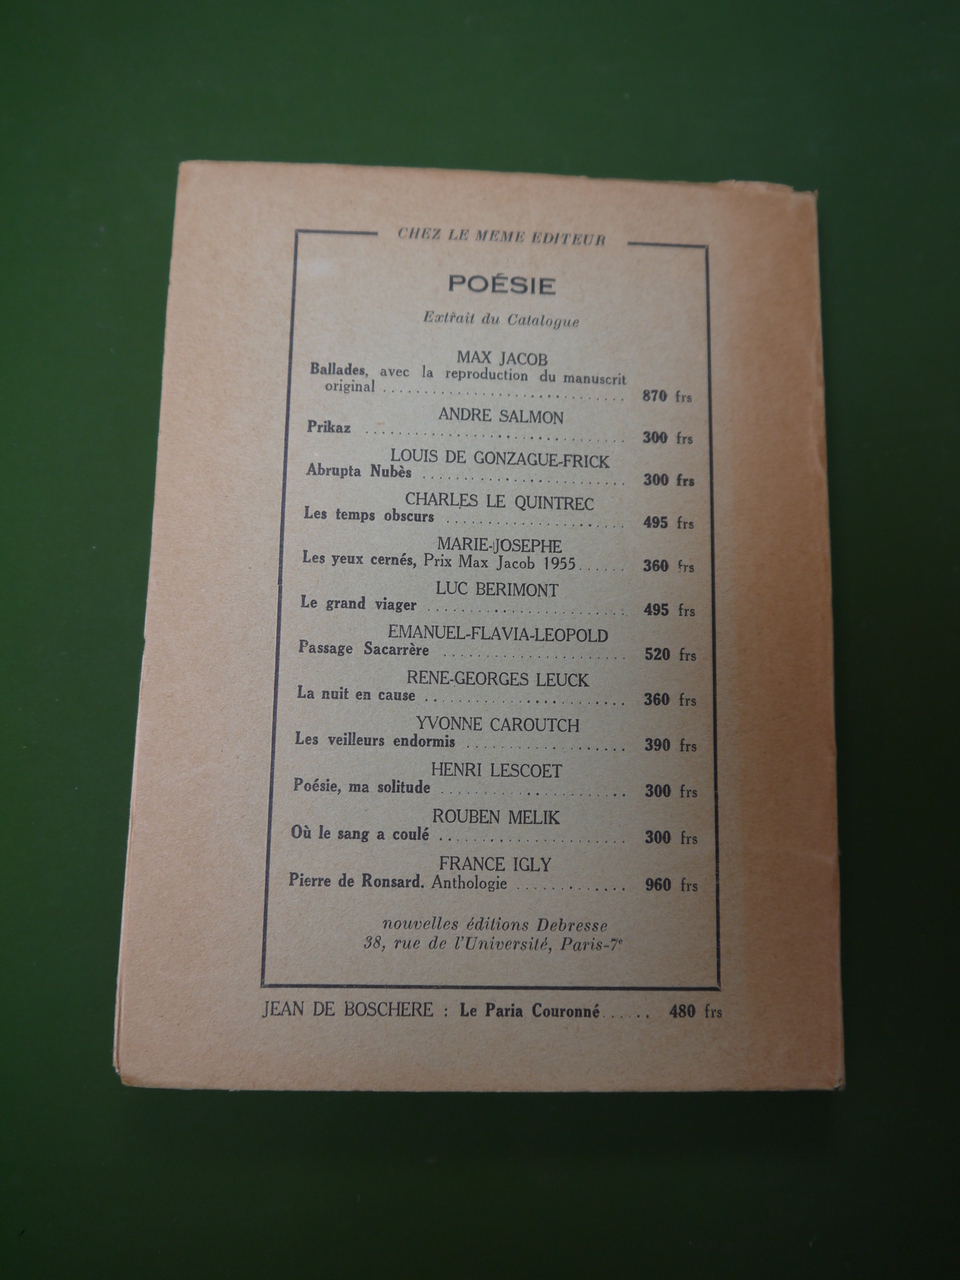 CHEZ LE MEME EDITEUR
POÉSIE
Extrait du Catalogue
MAX JACOB
Ballades, avec la reproduction du manuscrit
original ........................ 870 frs
ANDRE SALMON
Prikaz ........................ 300 frs
LOUIS DE GONZAGUE-FRICK
Abrupta Nubès ........................ 300 frs
CHARLES LE QUINTREC
Les temps obscurs ........................ 495 frs
MARIE-JOSEPHE
Les yeux cernés, Prix Max Jacob 1955 ...... 360 frs
LUC BERIMONT
Le grand viager ........................ 495 frs
EMANUEL-FLAVIA-LEOPOLD
Passage Sacarrère ........................ 520 frs
RENE-GEORGES LEUCK
La nuit en cause ........................ 360 frs
YVONNE CAROUTCH
Les veilleurs endormis .................. 390 frs
HENRI LESCOET
Poésie, ma solitude ..................... 300 frs
ROUBEN MELIK
Où le sang a coulé ..................... 300 frs
FRANCE IGLY
Pierre de Ronsard. Anthologie ............ 960 frs
nouvelles éditions Debresse
38, rue de l'Université, Paris-7e
JEAN DE BOSCHERE : Le Paria Couronné ...... 480 frs